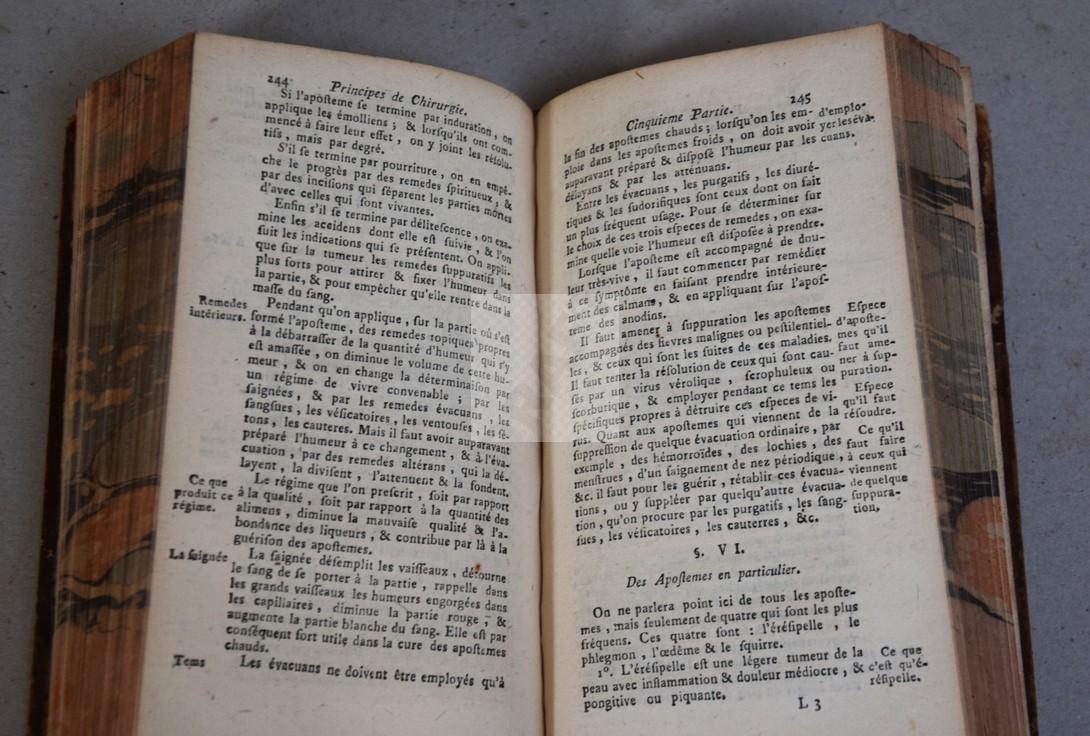 244 Principes de Chirurgie.
Si l'apoſteme ſe termine par induration, on
applique les émolliens ; & lorſqu'ils ont com-
mencé à faire leur effet, on y joint les réſolu-
tifs, mais par degré.
S'il ſe termine par pourriture, on en empê-
che le progrès par des remedes ſpiritueux, &
par des inciſions qui ſéparent les parties mortes
d'avec celles qui ſont vivantes.
Enfin s'il ſe termine par déliteſcence, on exa-
mine les accidens dont elle eſt ſuivie, & l'on
ſuit les indications qui ſe préſentent. On appli-
que ſur la tumeur les remedes ſuppuratifs les
plus forts pour attirer & fixer l'humeur dans
la partie, & pour empêcher qu'elle rentre dans la
maſſe du ſang.
Remedes intérieurs.
Pendant qu'on applique, ſur la partie où s'eſt
formé l'apoſteme, des remedes topiques propres
à la débarraſſer de la quantité d'humeur qui s'y
eſt amaſſée, on diminue le volume de cette hu-
meur, & on en change la détermination par
un régime de vivre convenable ; par les
ſaignées, & par les remedes évacuans, les
ſangſues, les véſicatoires, les ventouſes, les ſé-
tons, les cauteres. Mais il faut avoir auparavant
préparé l'humeur à ce changement, & à l'éva-
cuation, par des remedes altérans, qui la dé-
layent, la diviſent, l'attenuent & la fondent.
Ce que produit ce régime.
Le régime que l'on preſcrit, ſoit par rapport
à la qualité, ſoit par rapport à la quantité des
alimens, diminue la mauvaiſe qualité & l'a-
bondance des liqueurs, & contribue par là à la
guériſon des apoſtemes.
La ſaignée
La ſaignée déſemplit les vaiſſeaux, détourne
le ſang de ſe porter à la partie, rappelle dans
les grands vaiſſeaux les humeurs engorgées dans
les capillaires, diminue la partie rouge, &
augmente la partie blanche du ſang. Elle eſt par
conſéquent fort utile dans la cure des apoſtemes
chauds.
Tems
Les évacuans ne doivent être employés qu'à
Cinquieme Partie. 245
la fin des apoſtemes chauds ; lorſqu'on les em-
ploie dans les apoſtemes froids, on doit avoir
auparavant préparé & diſpoſé l'humeur par les
délayans & par les atténuans.
d'emplo-
yer les éva-
cuans.
Entre les évacuans, les purgatifs, les diuré-
tiques & les ſudorifiques ſont ceux dont on fait
un plus fréquent uſage. Pour ſe déterminer ſur
le choix de ces trois eſpeces de remedes, on exa-
mine quelle voie l'humeur eſt diſpoſée à prendre.
Lorſque l'apoſteme eſt accompagné de dou-
leur très-vive, il faut commencer par remédier
à ce ſymptôme en faiſant prendre intérieure-
ment des calmans, & en appliquant ſur l'apoſ-
teme des anodins.
Il faut amener à ſuppuration les apoſtemes
accompagnés des fievres malignes ou peſtilentiel-
les, & ceux qui ſont les ſuites de ces maladies.
Il faut tenter la réſolution de ceux qui ſont cau-
ſés par un virus vérolique, ſcrophuleux ou
ſcorbutique, & employer pendant ce tems les
ſpécifiques propres à détruire ces eſpeces de vi-
rus. Quant aux apoſtemes qui viennent de la
ſuppreſſion de quelque évacuation ordinaire, par
exemple, des hémorroïdes, des lochies, des
menſtrues, d'un ſaignement de nez périodique,
&c. il faut pour les guérir, rétablir ces évacua-
tions, ou y ſuppléer par quelqu'autre évacua-
tion, qu'on procure par les purgatifs, les ſang-
ſues, les véſicatoires, les cauterres, &c.
Eſpece
d'apoſte-
mes qu'il
faut ame-
ner à ſup-
puration.
Eſpece
qu'il faut
réſoudre.
Ce qu'il
faut faire
à ceux qui
viennent
de quelque
ſuppura-
tion.
§. VI.
Des Apoſtemes en particulier.
On ne parlera point ici de tous les apoſte-
mes, mais ſeulement de quatre qui ſont les plus
fréquens. Ces quatre ſont : l'éréſipelle, le
phlegmon, l'œdême & le ſquirre.
1°. L'éréſipelle eſt une légere tumeur de la
peau avec inflammation & douleur médiocre, &
pongitive ou piquante.
Ce que
c'eſt qu'é-
réſipelle.
L 3